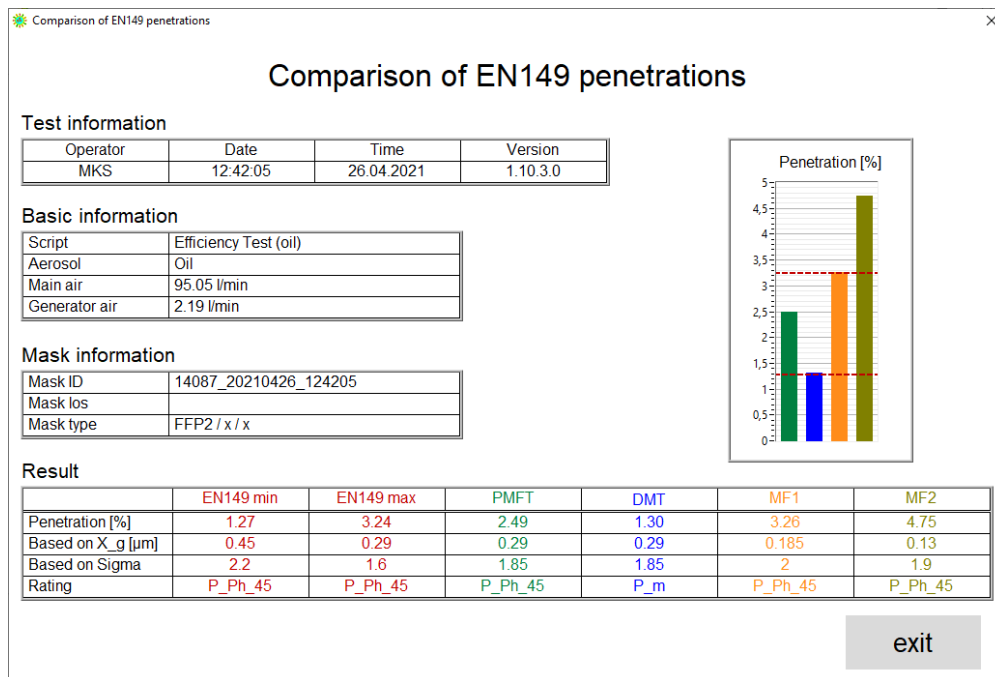 Comparison of EN149 penetrations
Comparison of EN149 penetrations
Test information
Operator Date Time Version
MKS 12:42:05 26.04.2021 1.10.3.0
Basic information
Script Efficiency Test (oil)
Aerosol Oil
Main air 95.05 l/min
Generator air 2.19 l/min
Mask information
Mask ID 14087_20210426_124205
Mask los
Mask type FFP2 / x / x
Penetration [%]
5
4,5
4
3,5
3
2,5
2
1,5
1
0,5
0
Result
EN149 min EN149 max PMFT DMT MF1 MF2
Penetration [%] 1.27 3.24 2.49 1.30 3.26 4.75
Based on X_g [µm] 0.45 0.29 0.29 0.29 0.185 0.13
Based on Sigma 2.2 1.6 1.85 1.85 2 1.9
Rating P_Ph_45 P_Ph_45 P_Ph_45 P_m P_Ph_45 P_Ph_45
exit